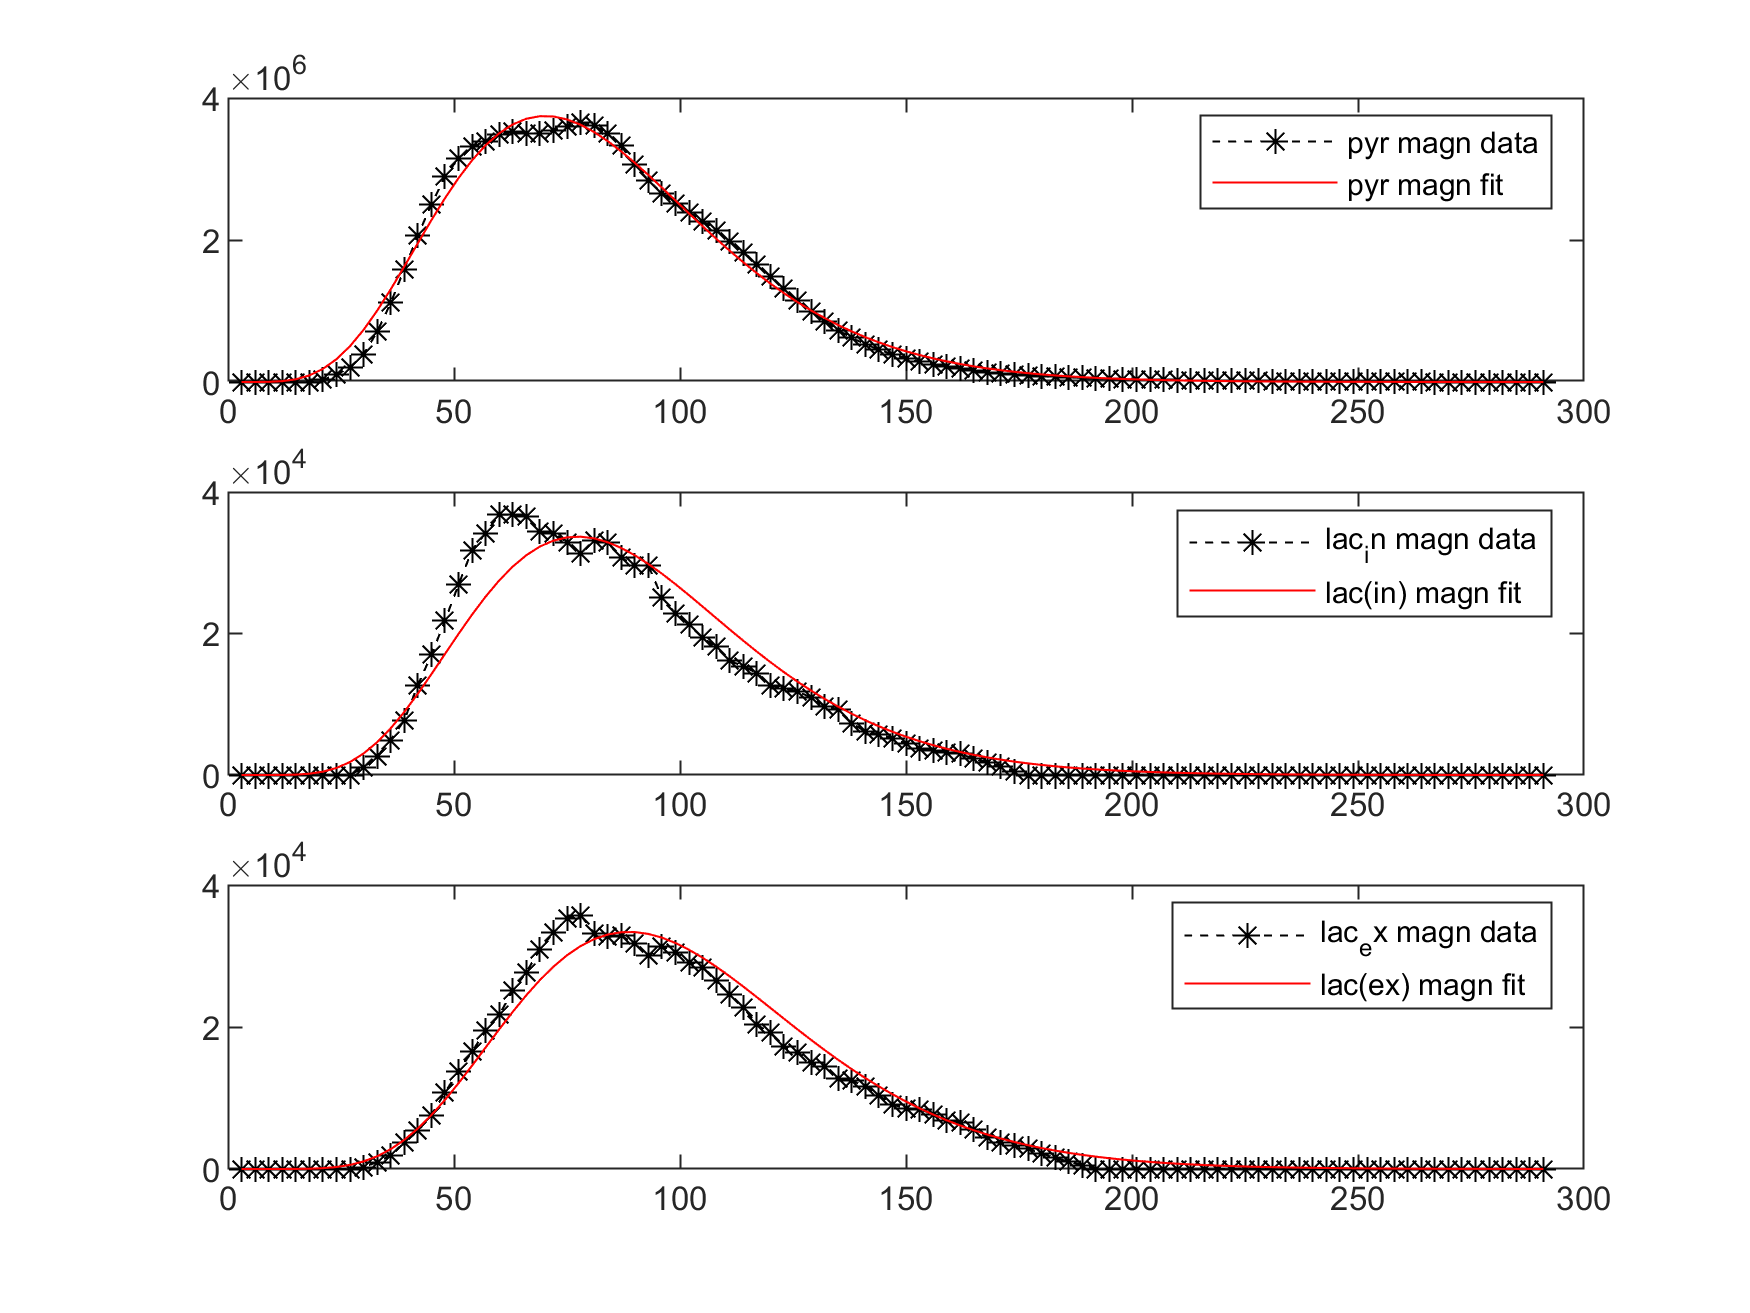 ×10^6
4
2
0
0 50 100 150 200 250 300
pyr magn data
pyr magn fit
×10^4
4
2
0
0 50 100 150 200 250 300
lac_in magn data
lac(in) magn fit
×10^4
4
2
0
0 50 100 150 200 250 300
lac_ex magn data
lac(ex) magn fit